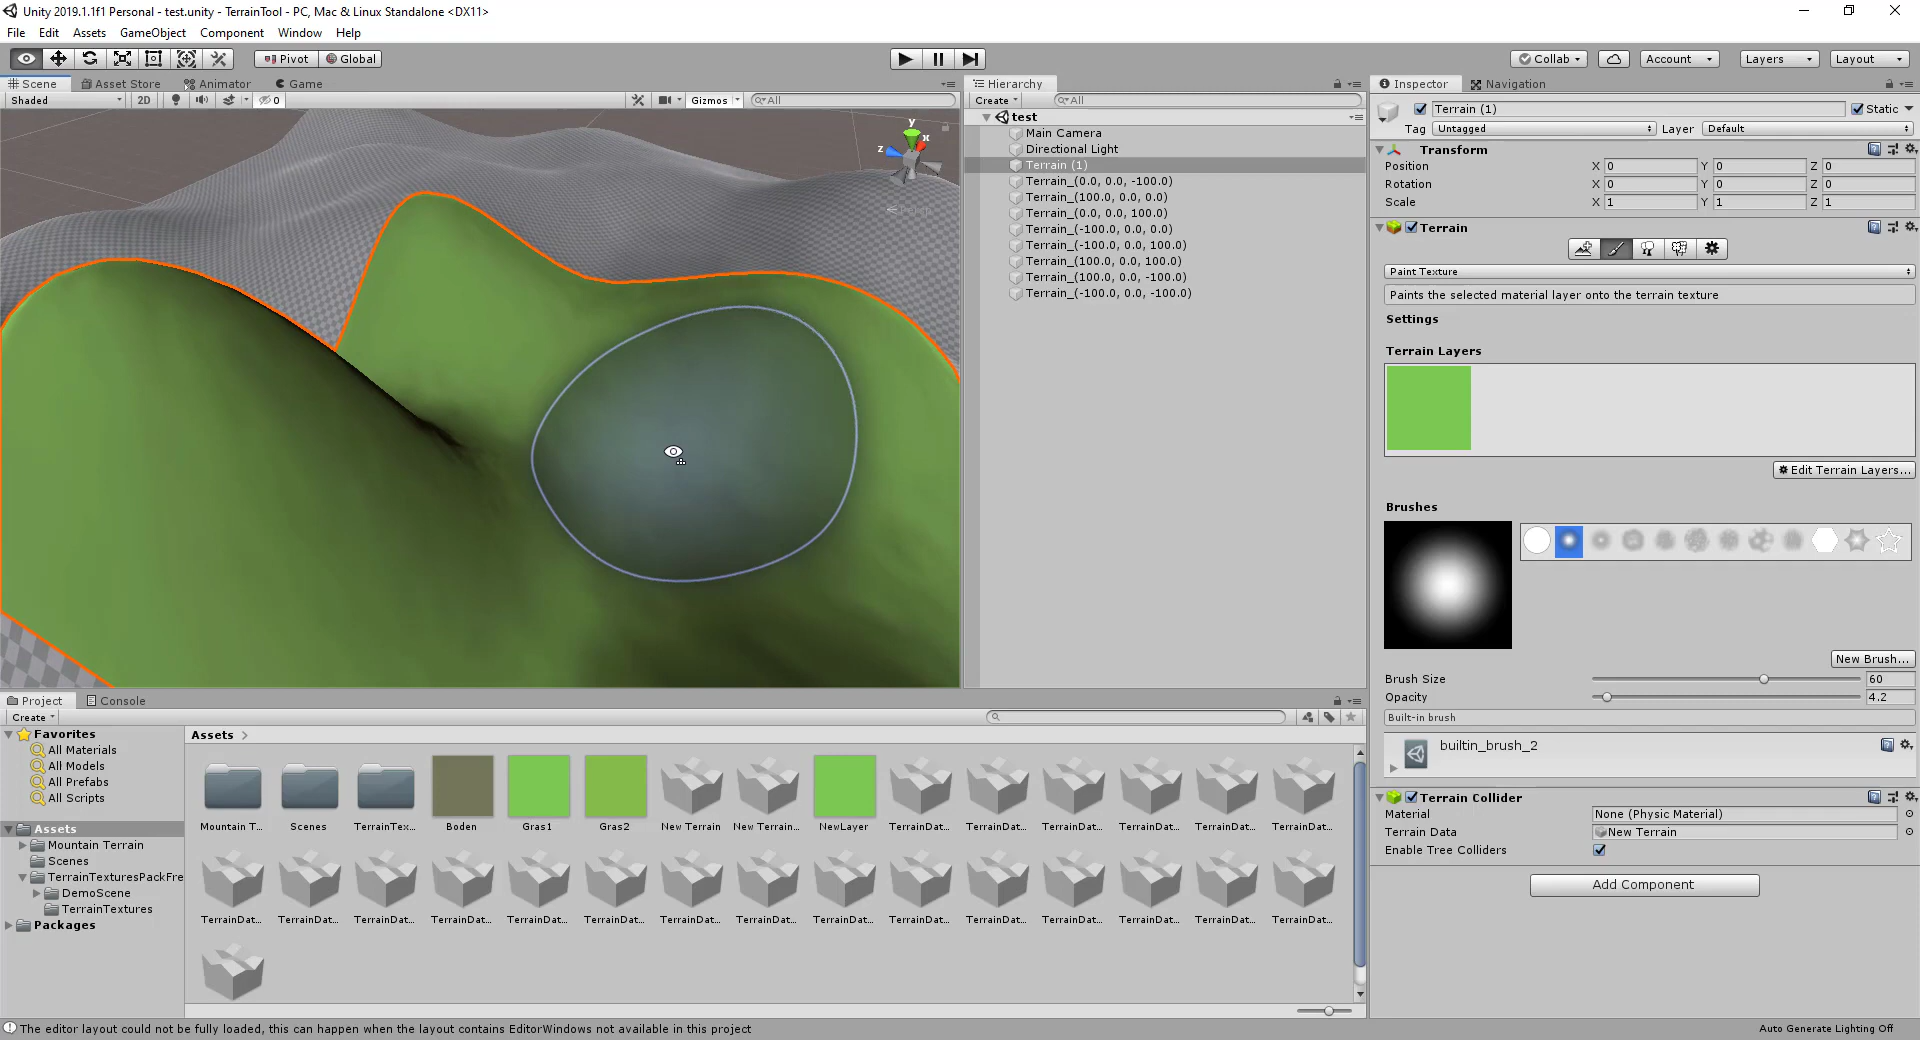 Unity 2019.1.1f1 Personal - test.unity - TerrainTool - PC, Mac & Linux Standalone <DX11>
File Edit Assets GameObject Component Window Help
Pivot Global Collab Account Layers Layout
Scene Asset Store Animator Game
Shaded 2D 0 Gizmos All
y
x
z
Hierarchy
Create All
test
Main Camera
Directional Light
Terrain (1)
Terrain_(0.0, 0.0, -100.0)
Terrain_(100.0, 0.0, 0.0)
Terrain_(0.0, 0.0, 100.0)
Terrain_(-100.0, 0.0, 0.0)
Terrain_(-100.0, 0.0, 100.0)
Terrain_(100.0, 0.0, 100.0)
Terrain_(100.0, 0.0, -100.0)
Terrain_(-100.0, 0.0, -100.0)
Inspector Navigation
Terrain (1) Static
Tag Untagged Layer Default
Transform
Position X 0 Y 0 Z 0
Rotation X 0 Y 0 Z 0
Scale X 1 Y 1 Z 1
Terrain
Paint Texture
Paints the selected material layer onto the terrain texture
Settings
Terrain Layers
Edit Terrain Layers...
Brushes
New Brush...
Brush Size 60
Opacity 4.2
Built-in brush
builtin_brush_2
Terrain Collider
Material None (Physic Material)
Terrain Data New Terrain
Enable Tree Colliders
Add Component
Project Console
Create
Favorites
All Materials
All Models
All Prefabs
All Scripts
Assets
Mountain Terrain
Scenes
TerrainTexturesPackFre
DemoScene
TerrainTextures
Packages
Assets
Mountain T... Scenes TerrainTex... Boden Gras1 Gras2 New Terrain New Terrain... NewLayer TerrainDat... TerrainDat... TerrainDat... TerrainDat... TerrainDat... TerrainDat...
TerrainDat... TerrainDat... TerrainDat... TerrainDat... TerrainDat... TerrainDat... TerrainDat... TerrainDat... TerrainDat... TerrainDat... TerrainDat... TerrainDat... TerrainDat... TerrainDat... TerrainDat...
The editor layout could not be fully loaded, this can happen when the layout contains EditorWindows not available in this project
Auto Generate Lighting Off